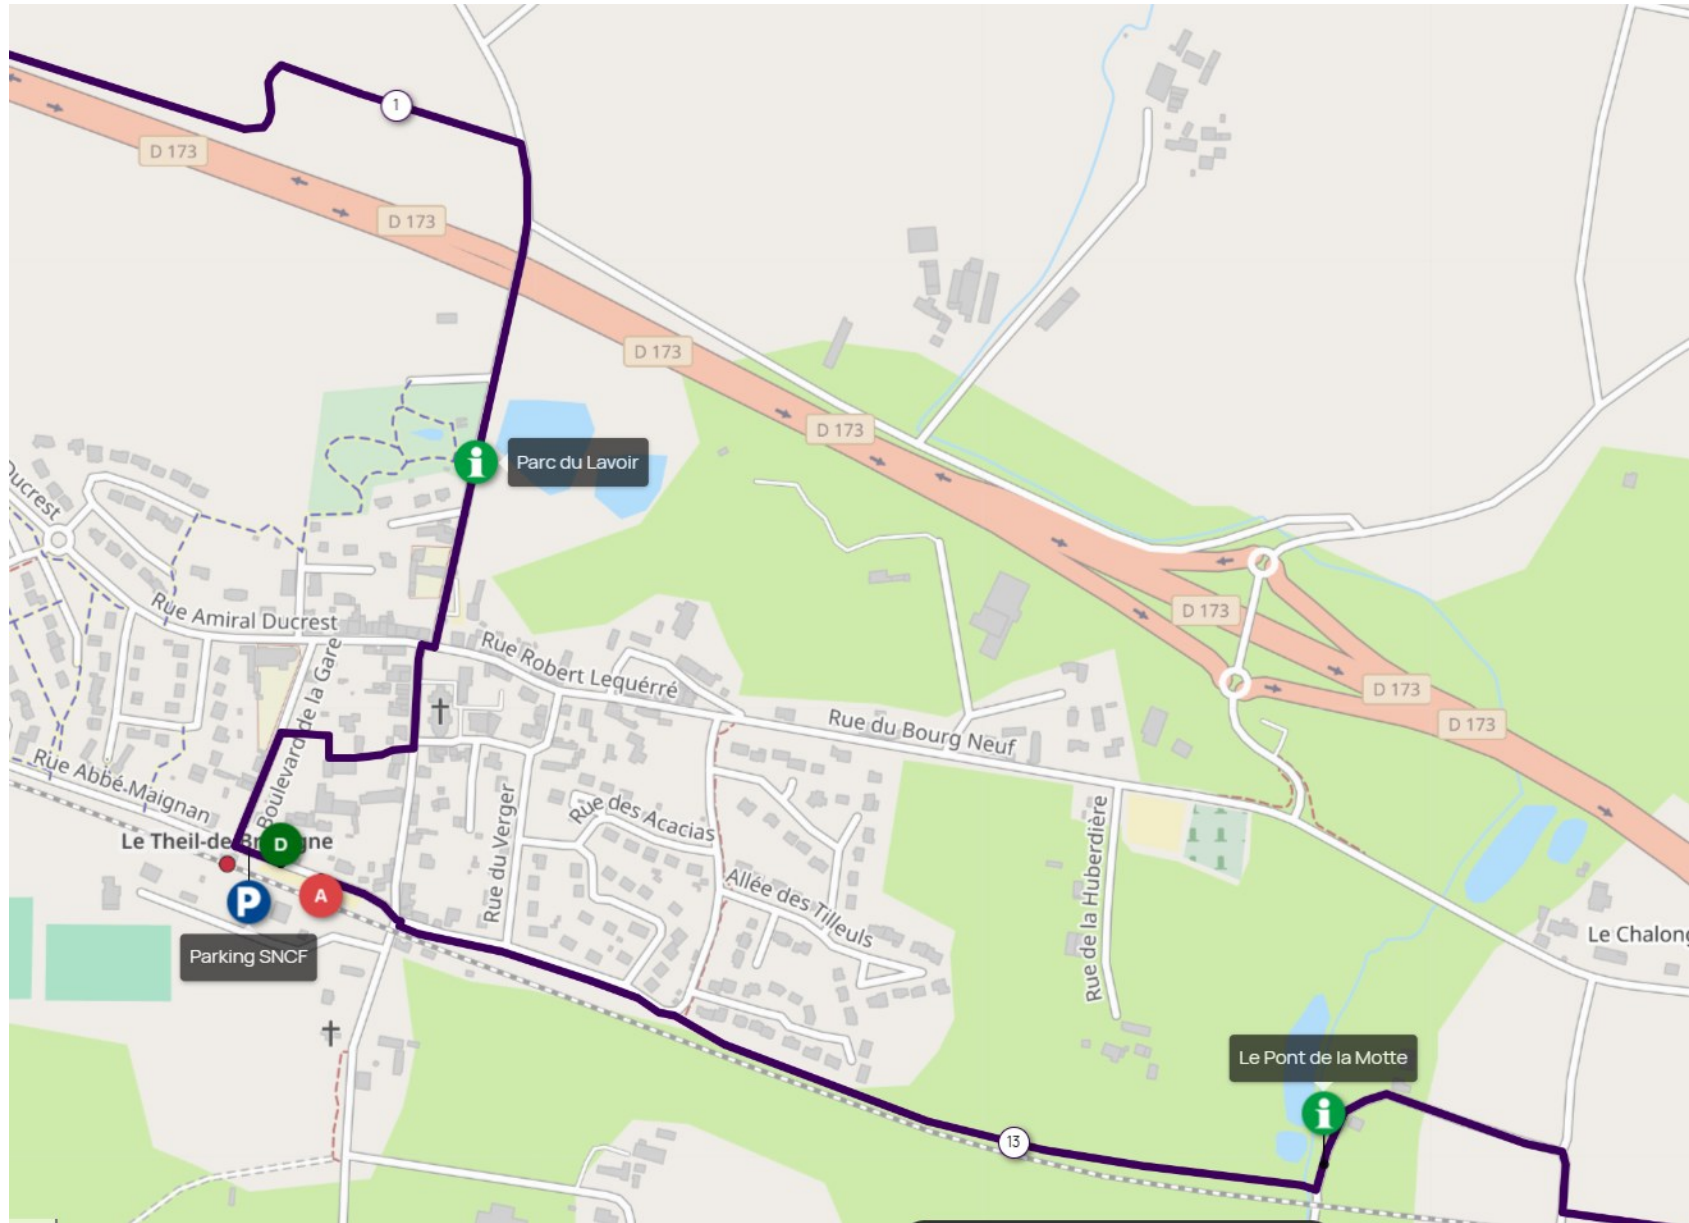 1
D 173
D 173
D 173
D 173
Parc du Lavoir
Ducrest
Rue Amiral Ducrest
D 173
Rue Robert Lequérré
Boulevard de la Gare
D 173
D 173
Rue du Bourg Neuf
Rue Abbé Maignan
Rue du Verger
Rue des Acacias
Rue de la Huberdière
D
A
P
Allée des Tilleuls
Le Chalong
Parking SNCF
Le Pont de la Motte
i
i
13